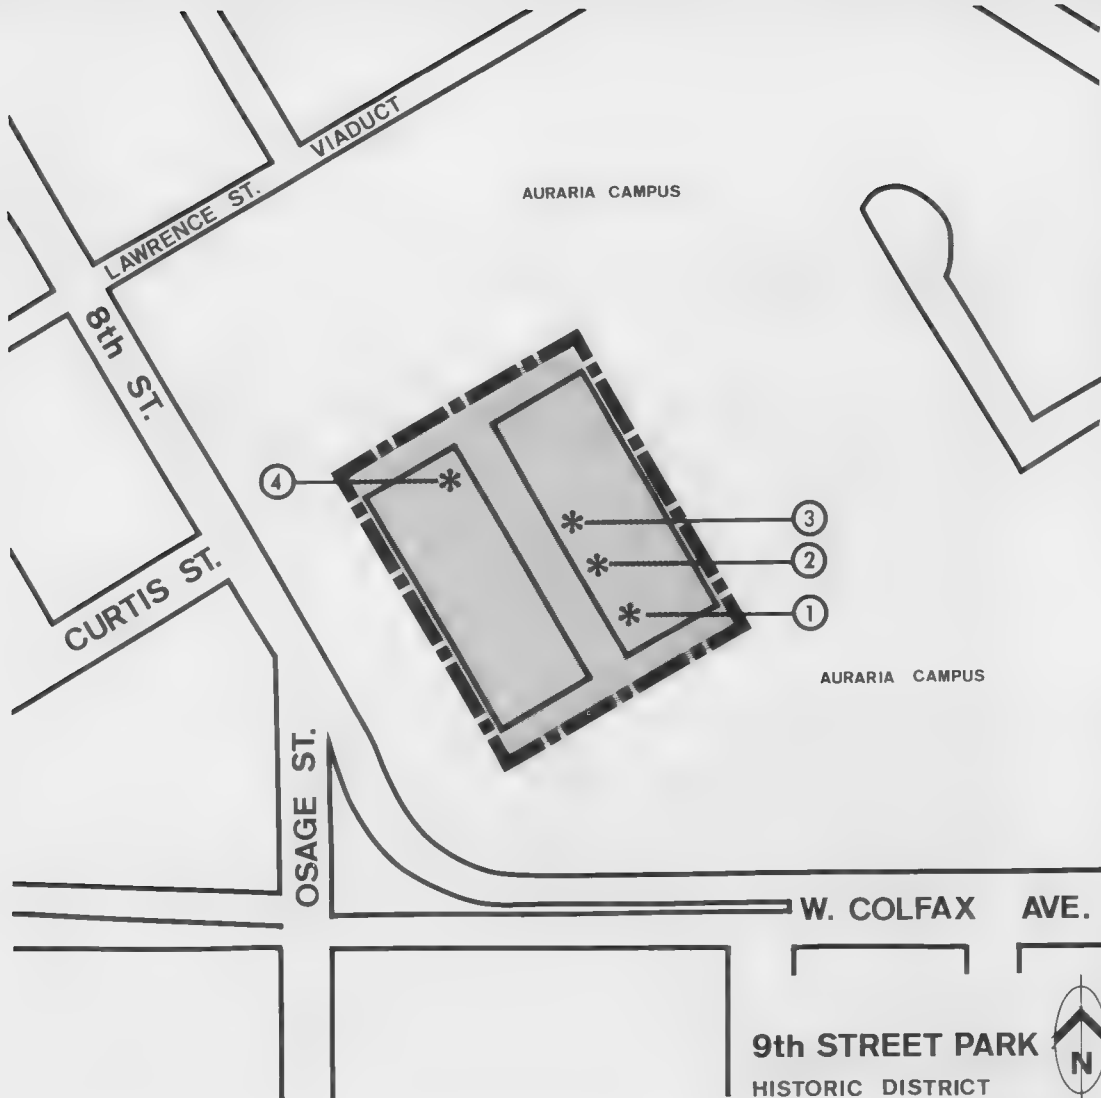 VIADUCT
LAWRENCE ST.
AURARIA CAMPUS
8th ST.
4
3
2
1
CURTIS ST.
AURARIA CAMPUS
OSAGE ST.
W. COLFAX AVE.
9th STREET PARK
HISTORIC DISTRICT
N